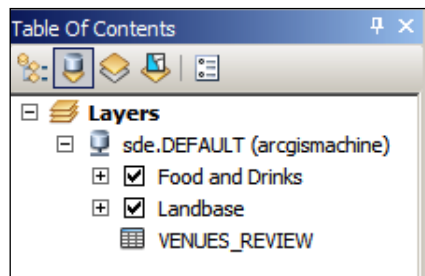 Table Of Contents
Layers
sde.DEFAULT (arcgismachine)
Food and Drinks
Landbase
VENUES_REVIEW